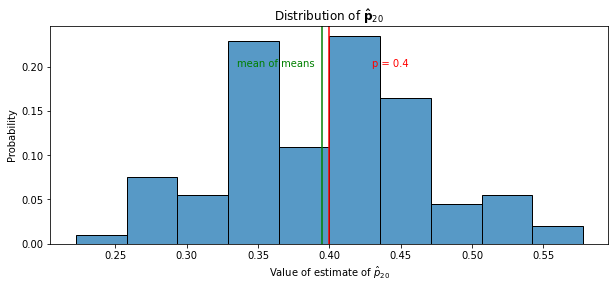 Distribution of p̂₂₀
Probability
0.20
0.15
0.10
0.05
0.00
mean of means
p = 0.4
0.25
0.30
0.35
0.40
0.45
0.50
0.55
Value of estimate of p̂₂₀